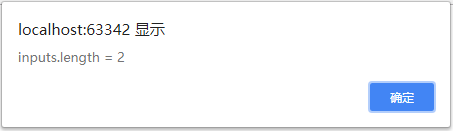 localhost:63342 显示
inputs.length = 2
确定